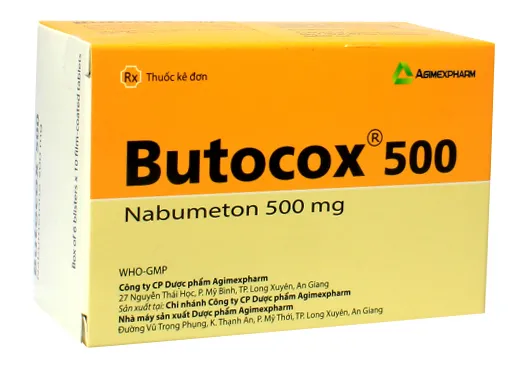 Rx Thuốc kê đơn
AGIMEXPHARM
Butocox® 500
Nabumeton 500 mg
WHO-GMP
Công ty CP Dược phẩm Agimexpharm
27 Nguyễn Thái Học, P. Mỹ Bình, TP. Long Xuyên, An Giang
Sản xuất tại: Chi nhánh Công ty CP Dược phẩm Agimexpharm
Nhà máy sản xuất Dược phẩm Agimexpharm
Đường Vũ Trọng Phụng, K. Thạnh An, P. Mỹ Thới, TP. Long Xuyên, An Giang
Box of 6 blisters x 10 film-coated tablets